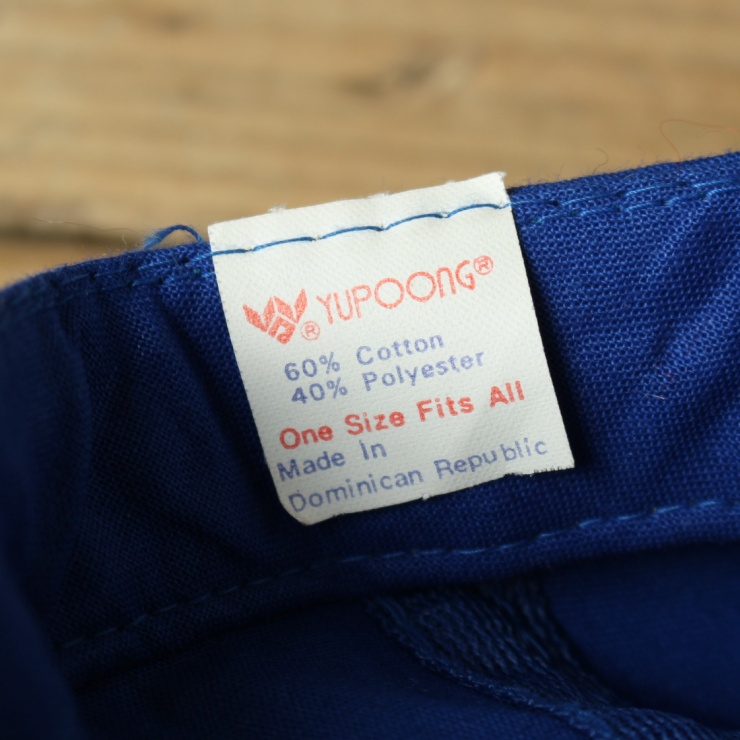 YUPOONG®
®
60% Cotton
40% Polyester
One Size Fits All
Made In
Dominican Republic